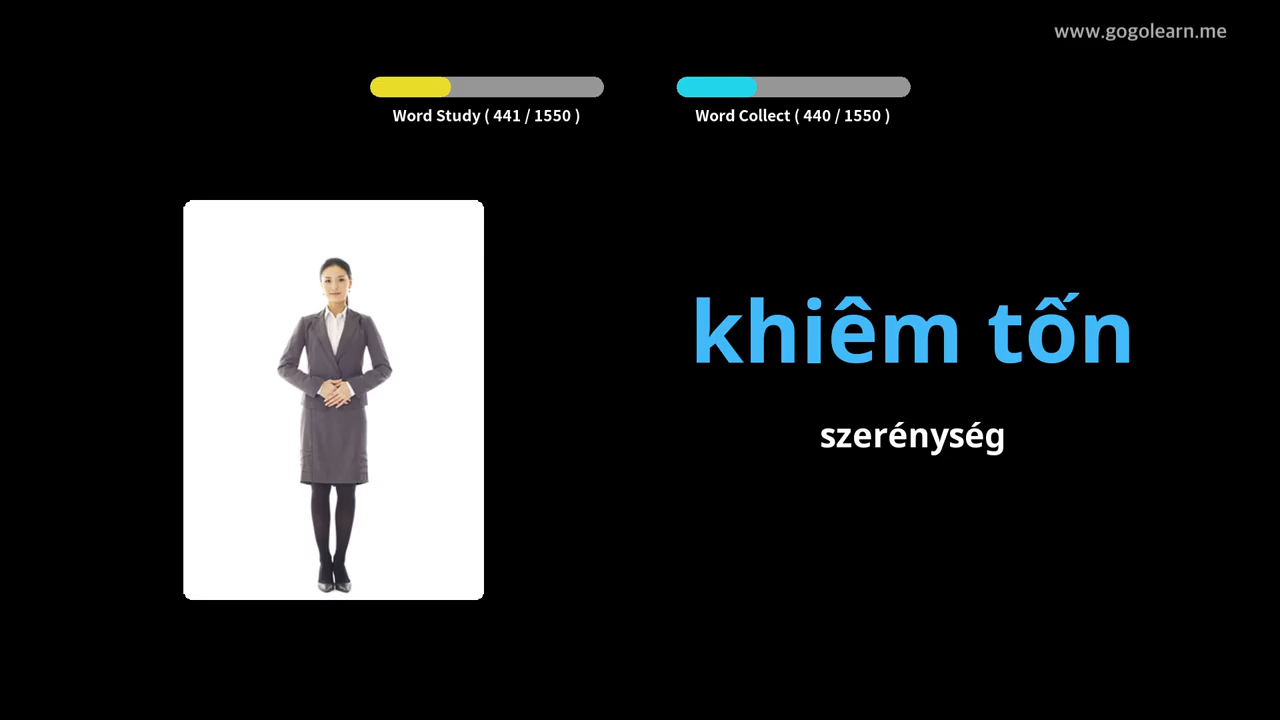 www.gogolearn.me
Word Study ( 441 / 1550 )
Word Collect ( 440 / 1550 )
khiêm tốn
szerénység